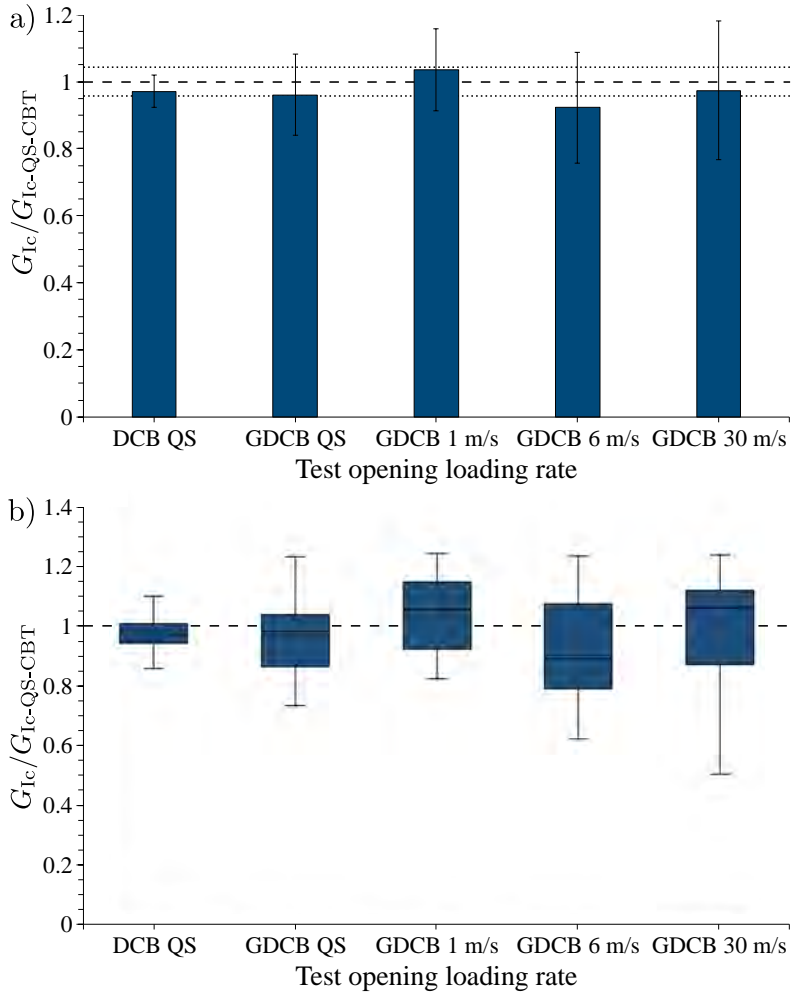 a)
1.2
1
0.8
0.6
0.4
0.2
0
G_Ic/G_Ic-QS-CBT
DCB QS GDCB QS GDCB 1 m/s GDCB 6 m/s GDCB 30 m/s
Test opening loading rate
b)
1.4
1.2
1
0.8
0.6
0.4
0.2
0
G_Ic/G_Ic-QS-CBT
DCB QS GDCB QS GDCB 1 m/s GDCB 6 m/s GDCB 30 m/s
Test opening loading rate